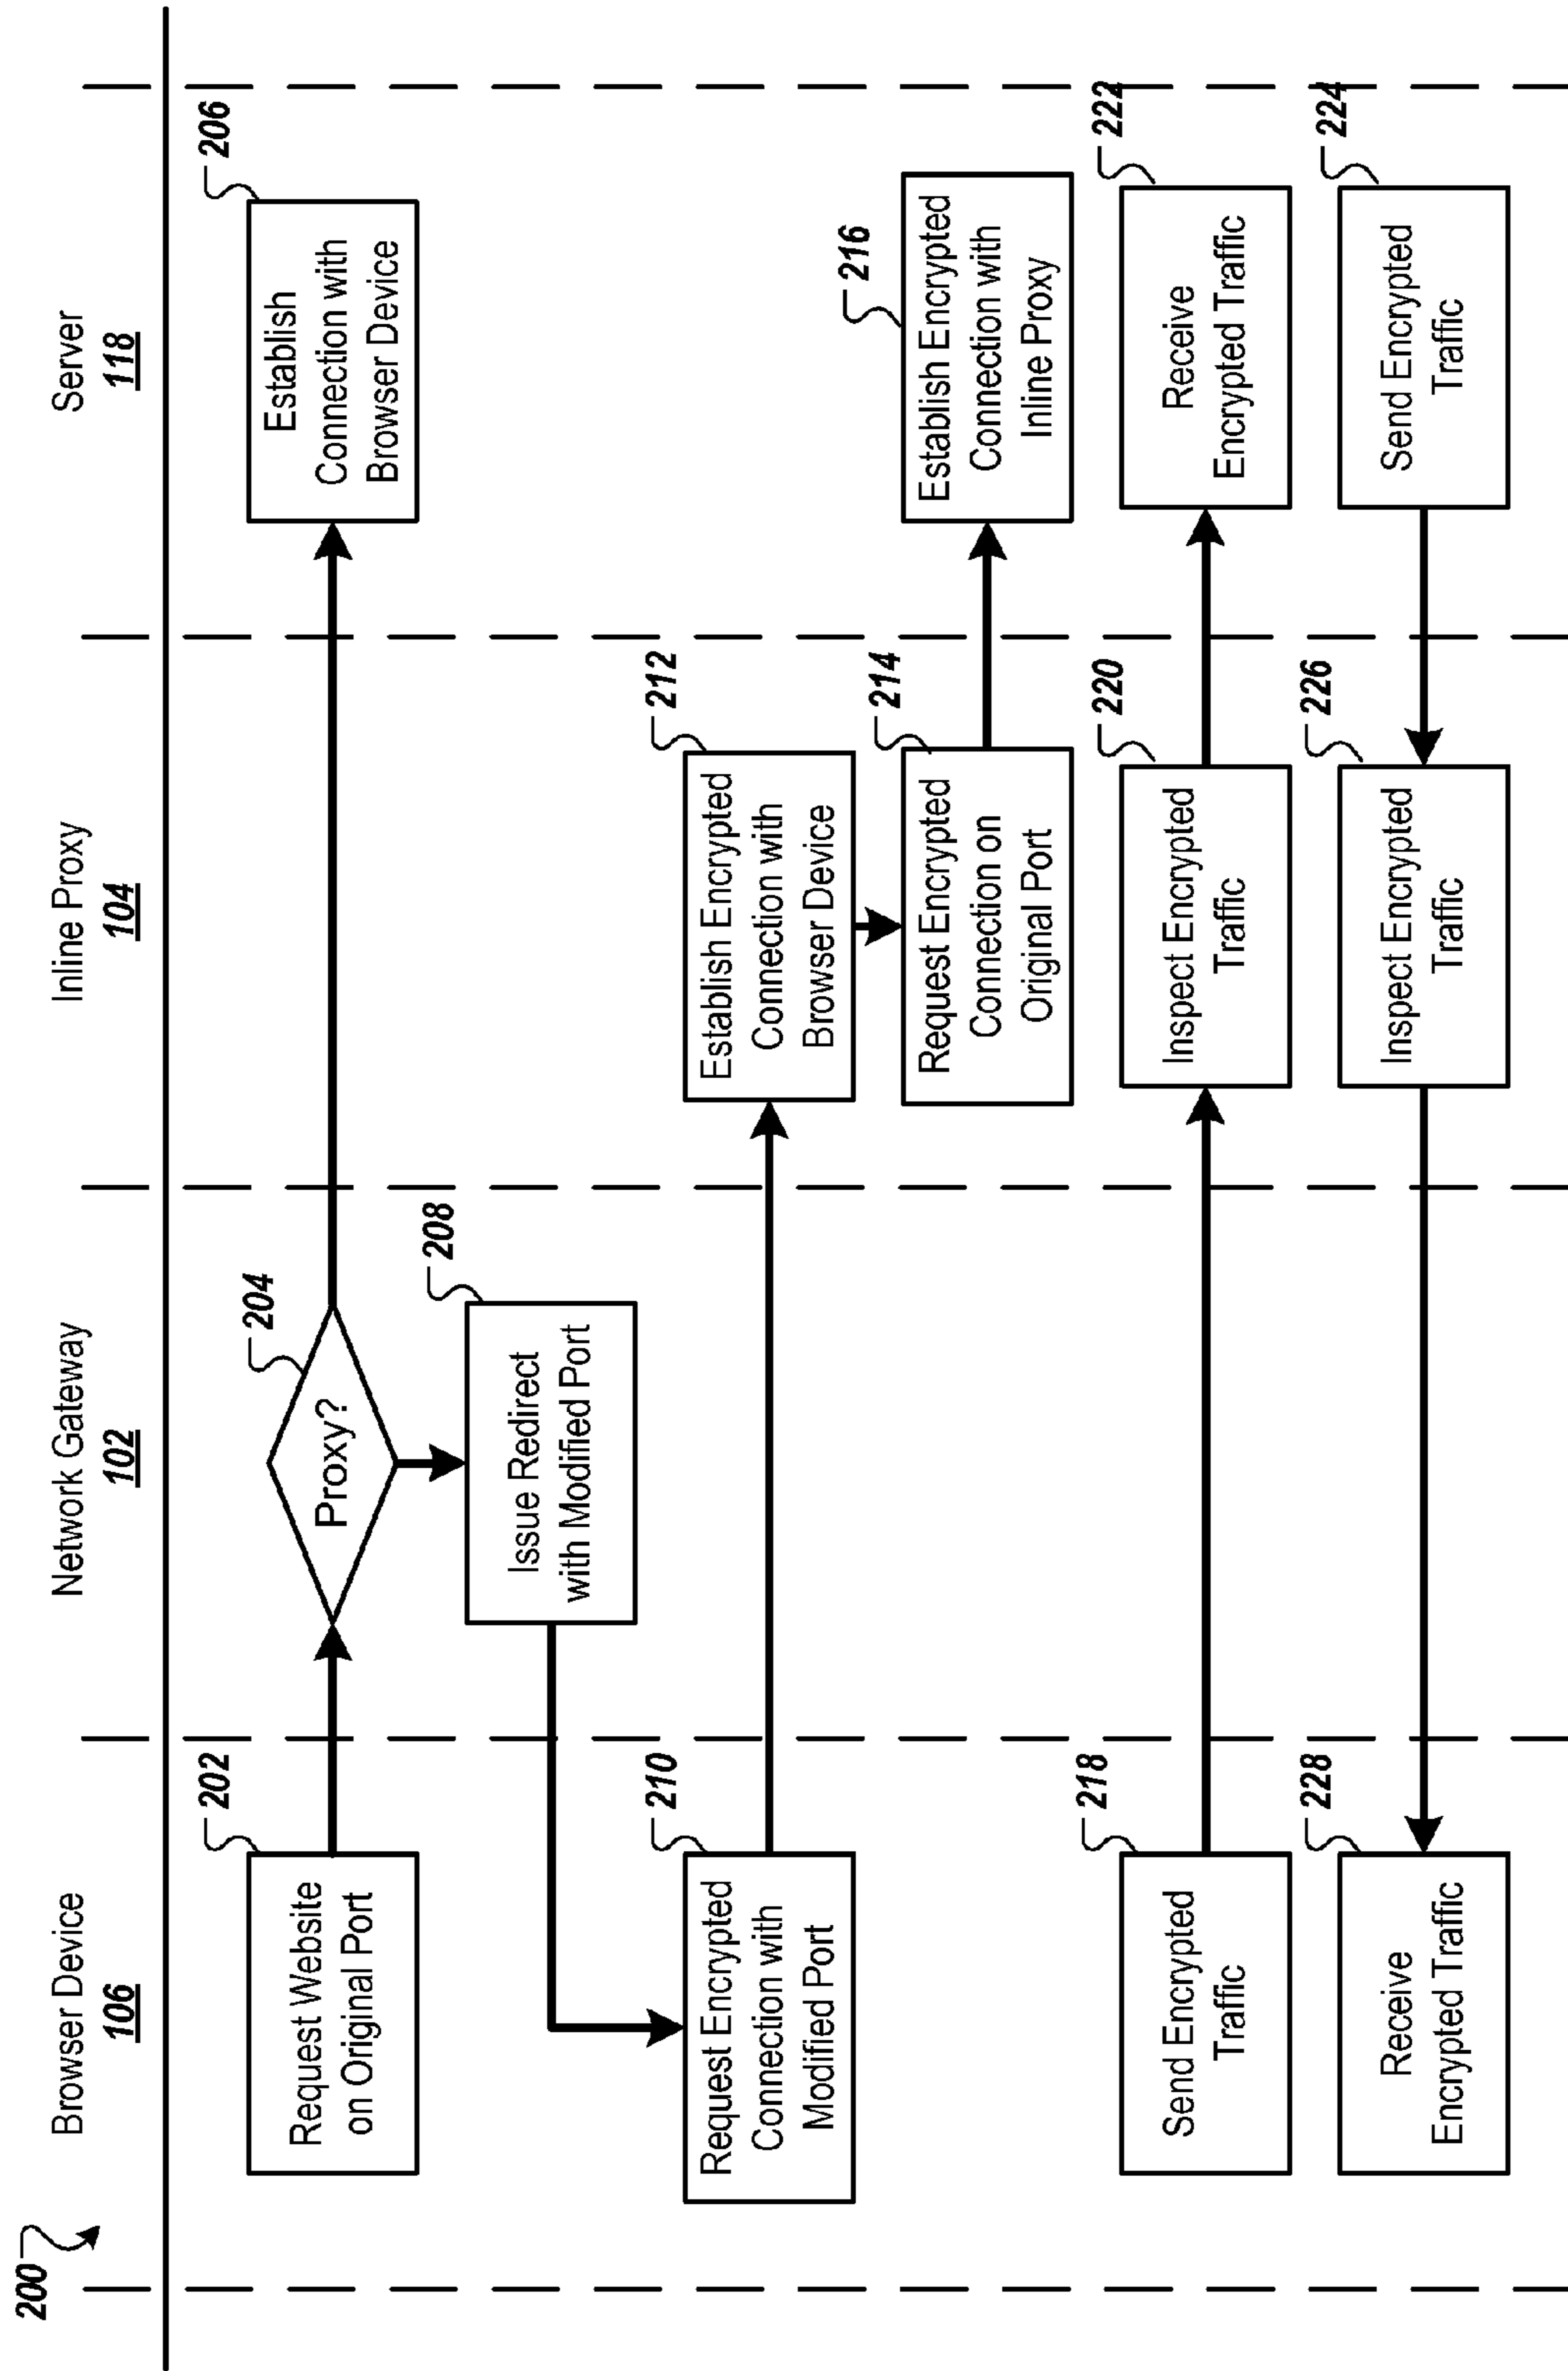 200
Browser Device
106
Network Gateway
102
Inline Proxy
104
Server
118
202
Request Website
on Original Port
204
Proxy?
206
Establish
Connection with
Browser Device
208
Issue Redirect
with Modified Port
210
Request Encrypted
Connection with
Modified Port
212
Establish Encrypted
Connection with
Browser Device
214
Request Encrypted
Connection on
Original Port
216
Establish Encrypted
Connection with
Inline Proxy
218
Send Encrypted
Traffic
220
Inspect Encrypted
Traffic
222
Receive
Encrypted Traffic
228
Receive
Encrypted Traffic
226
Inspect Encrypted
Traffic
224
Send Encrypted
Traffic